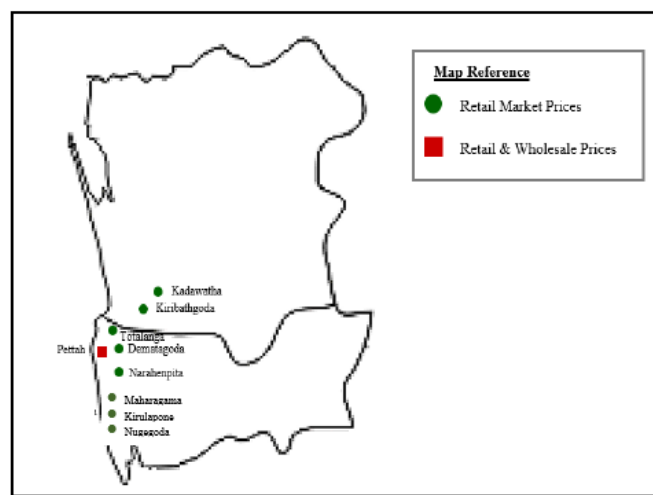 Map Reference
Retail Market Prices
Retail & Wholesale Prices
Kadawatha
Kiribathgoda
Totalanga
Pettah
Dematagoda
Narahenpita
Maharagama
Kirulapone
Nugegoda